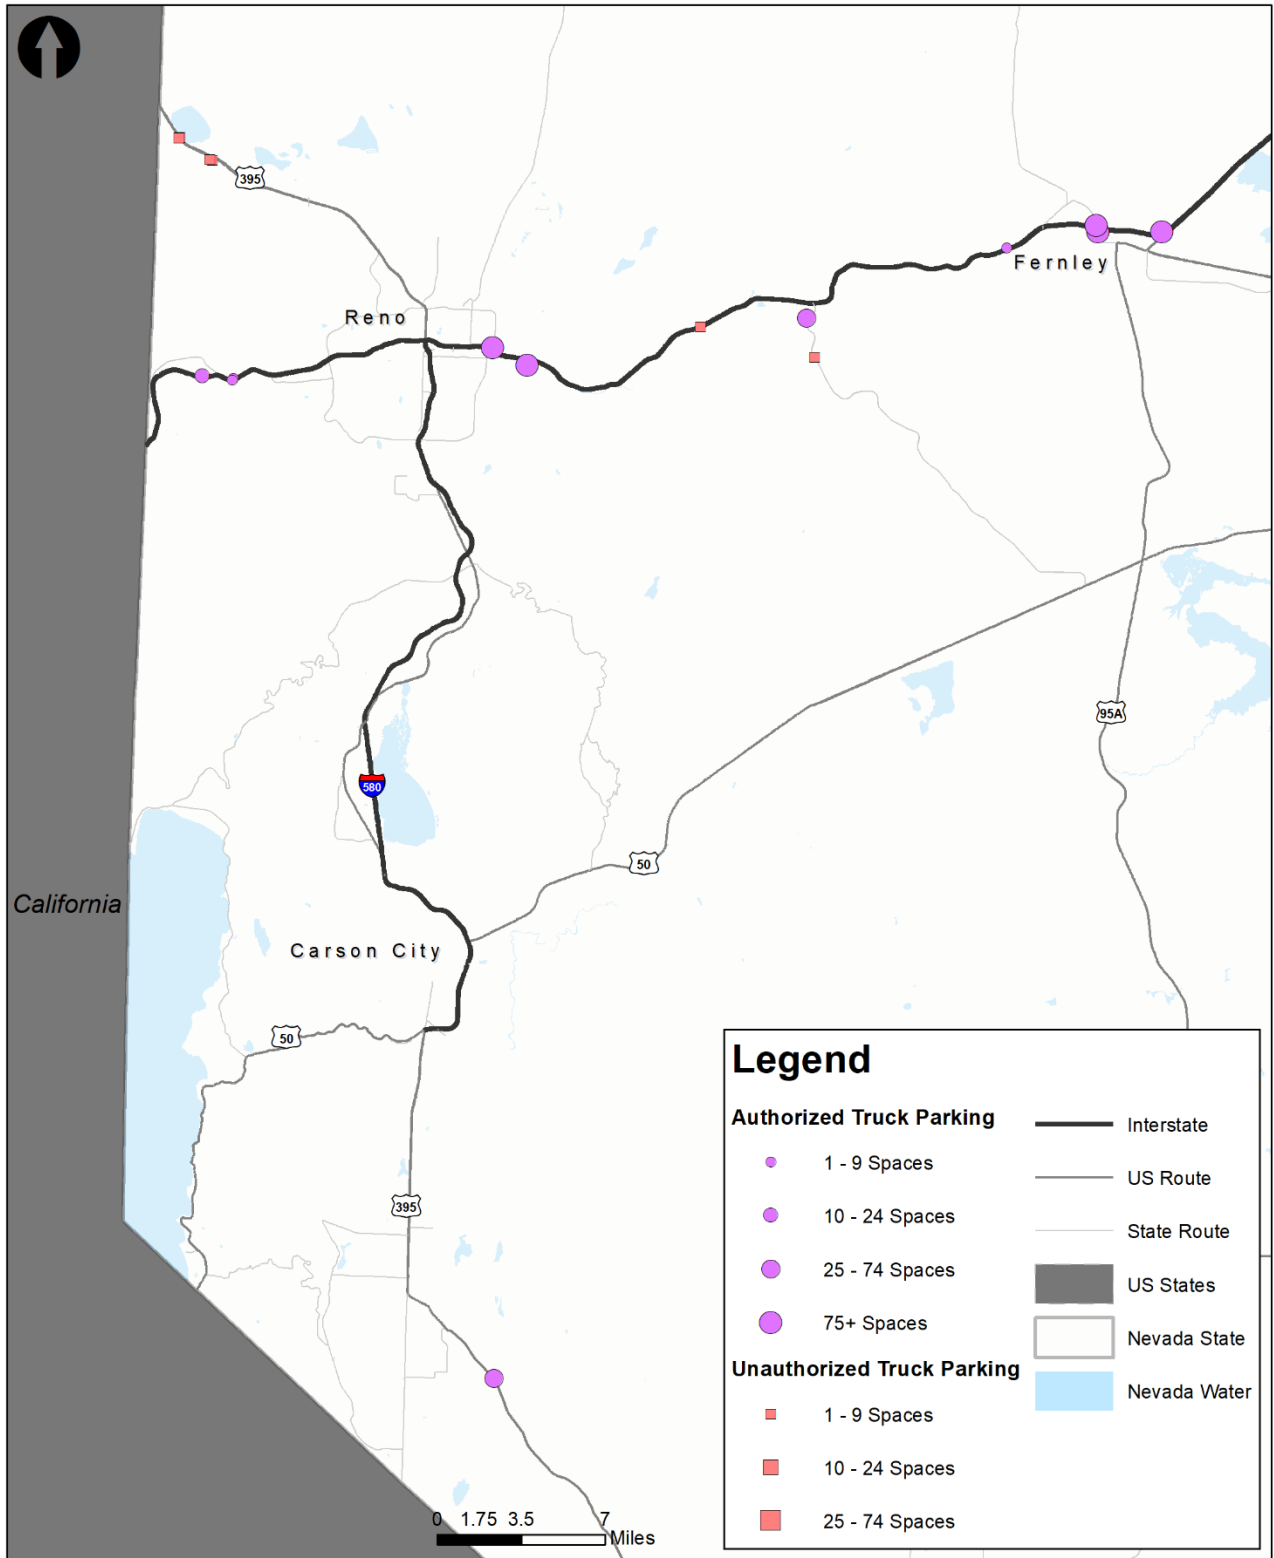 395
Reno
Fernley
95A
580
50
California
Carson City
50
395
0 1.75 3.5 7
Miles
Legend
Authorized Truck Parking
1 - 9 Spaces
10 - 24 Spaces
25 - 74 Spaces
75+ Spaces
Unauthorized Truck Parking
1 - 9 Spaces
10 - 24 Spaces
25 - 74 Spaces
Interstate
US Route
State Route
US States
Nevada State
Nevada Water